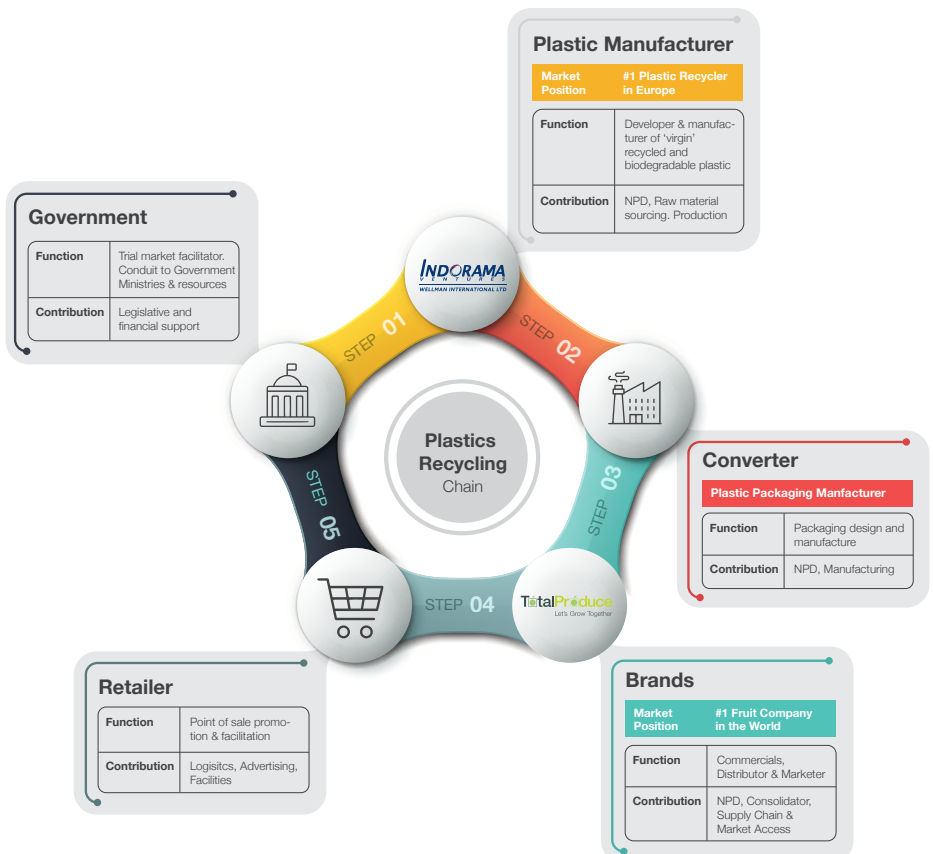 Plastic Manufacturer
Market
Position
#1 Plastic Recycler
in Europe
Function
Developer & manufac-
turer of ‘virgin’
recycled and
biodegradable plastic
Contribution
NPD, Raw material
sourcing. Production
Government
Function
Trial market facilitator.
Conduit to Government
Ministries & resources
Contribution
Legislative and
financial support
INDORAMA
VENTURES
WELLMAN INTERNATIONAL LTD
STEP 01
STEP 02
Plastics
Recycling
Chain
STEP 03
STEP 05
STEP 04
TotalProduce
Let's Grow Together
Converter
Plastic Packaging Manfacturer
Function
Packaging design and
manufacture
Contribution
NPD, Manufacturing
Retailer
Function
Point of sale promo-
tion & facilitation
Contribution
Logisitcs, Advertising,
Facilities
Brands
Market
Position
#1 Fruit Company
in the World
Function
Commercials,
Distributor & Marketer
Contribution
NPD, Consolidator,
Supply Chain &
Market Access